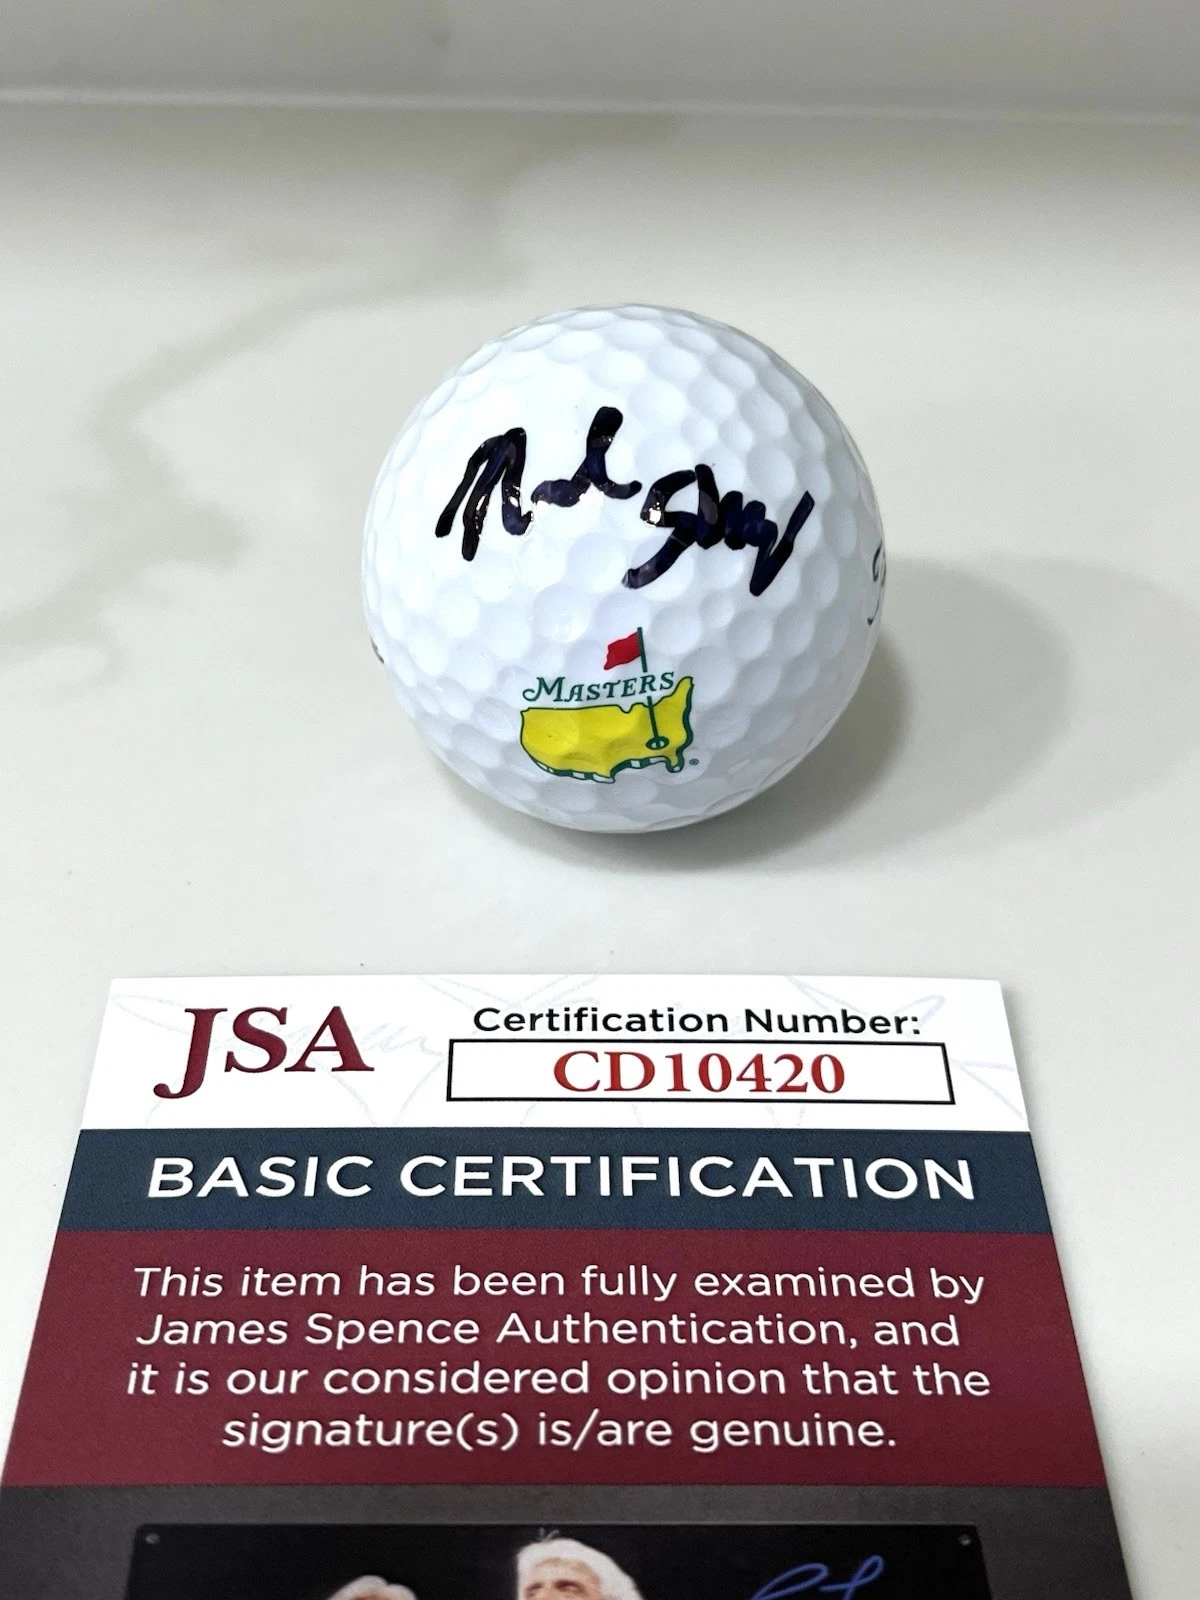 MASTERS
®
JSA
Certification Number:
CD10420
BASIC CERTIFICATION
This item has been fully examined by
James Spence Authentication, and
it is our considered opinion that the
signature(s) is/are genuine.